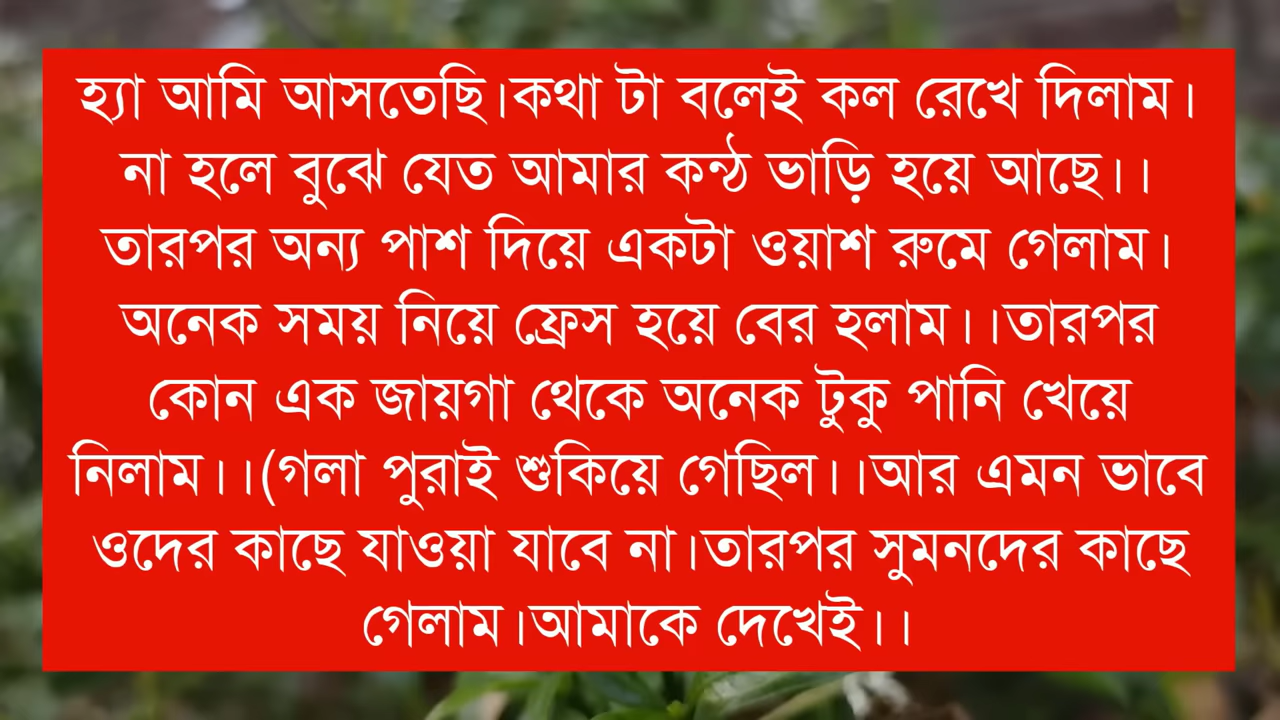 হ্যা আমি আসতেছি।কথা টা বলেই কল রেখে দিলাম।
না হলে বুঝে যেত আমার কন্ঠ ভাড়ি হয়ে আছে।।
তারপর অন্য পাশ দিয়ে একটা ওয়াশ রুমে গেলাম।
অনেক সময় নিয়ে ফ্রেস হয়ে বের হলাম।।তারপর
কোন এক জায়গা থেকে অনেক টুকু পানি খেয়ে
নিলাম।।(গলা পুরাই শুকিয়ে গেছিল।।আর এমন ভাবে
ওদের কাছে যাওয়া যাবে না।তারপর সুমনদের কাছে
গেলাম।আমাকে দেখেই।।